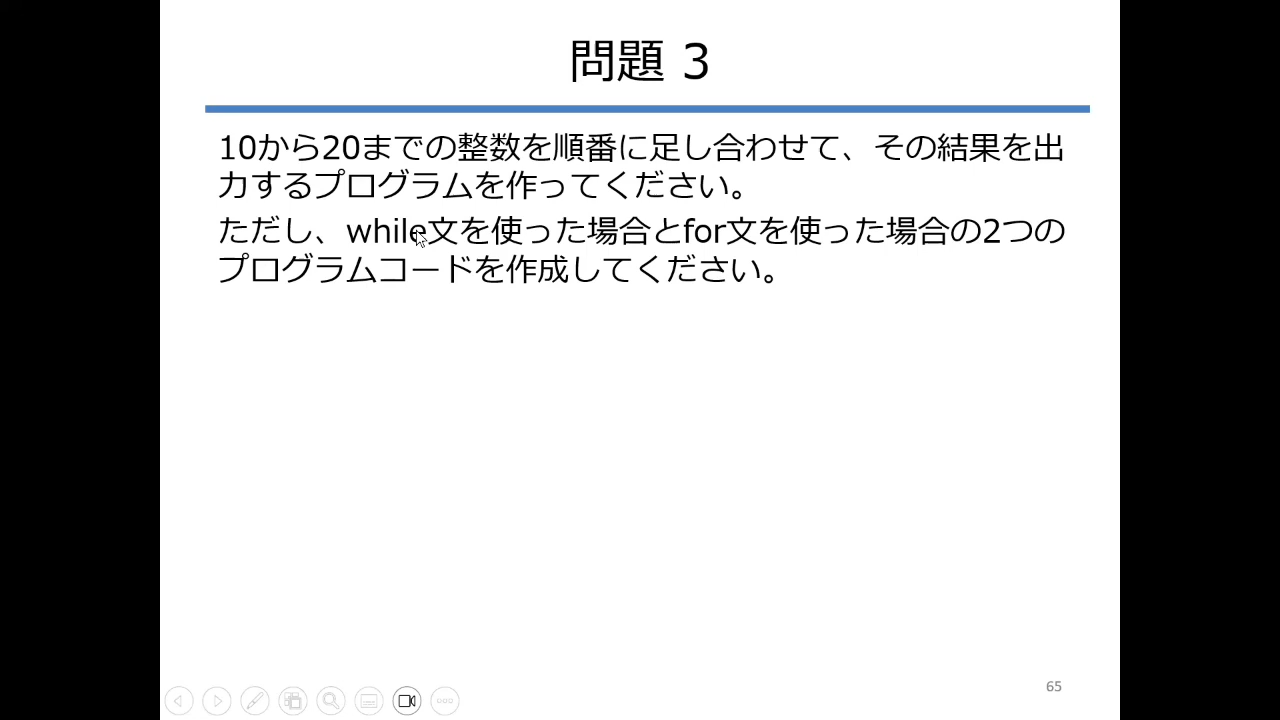 問題 3
10から20までの整数を順番に足し合わせて、その結果を出
力するプログラムを作ってください。
ただし、while文を使った場合とfor文を使った場合の2つの
プログラムコードを作成してください。
65